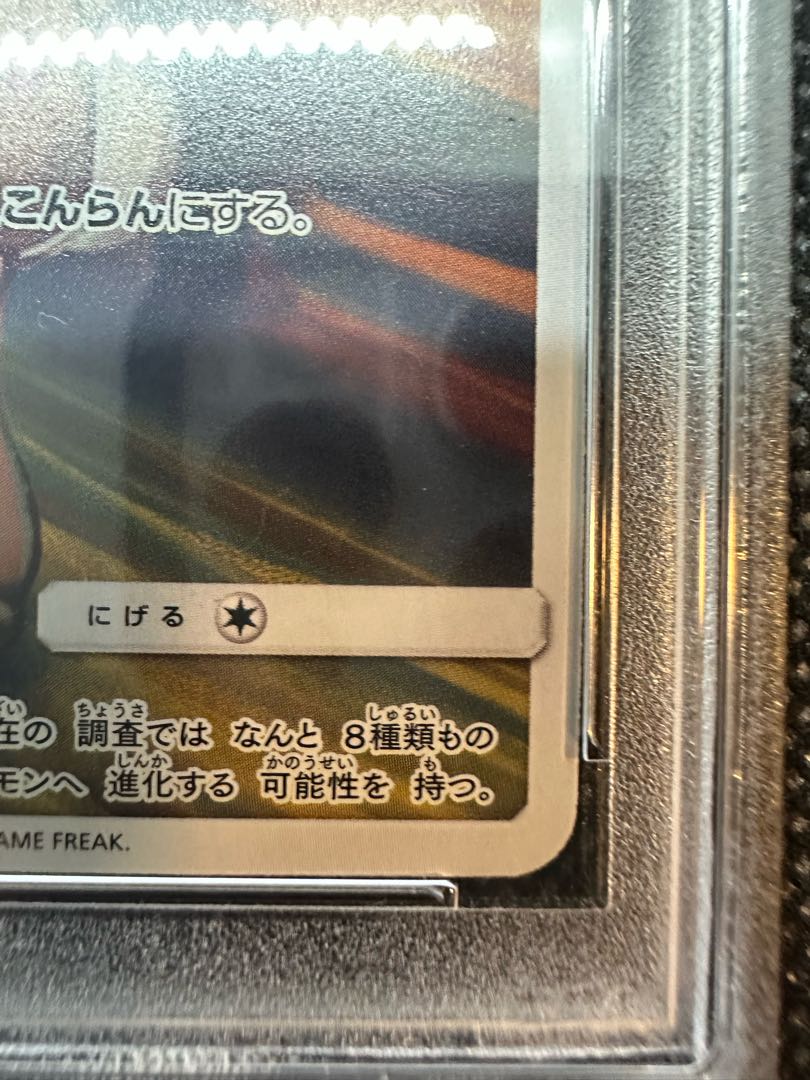 こんらんにする。
にげる
在の 調査では なんと 8種類もの
モンへ 進化する 可能性を 持つ。
AME FREAK.